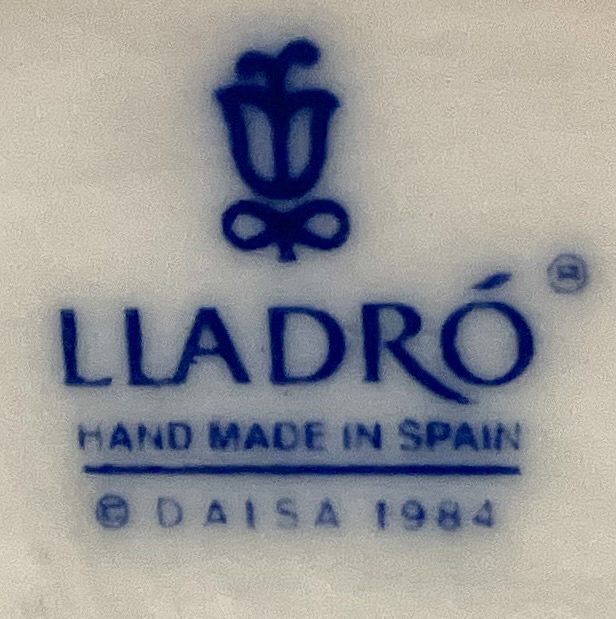 LLADRÓ ®
HAND MADE IN SPAIN
© DAISA 1984